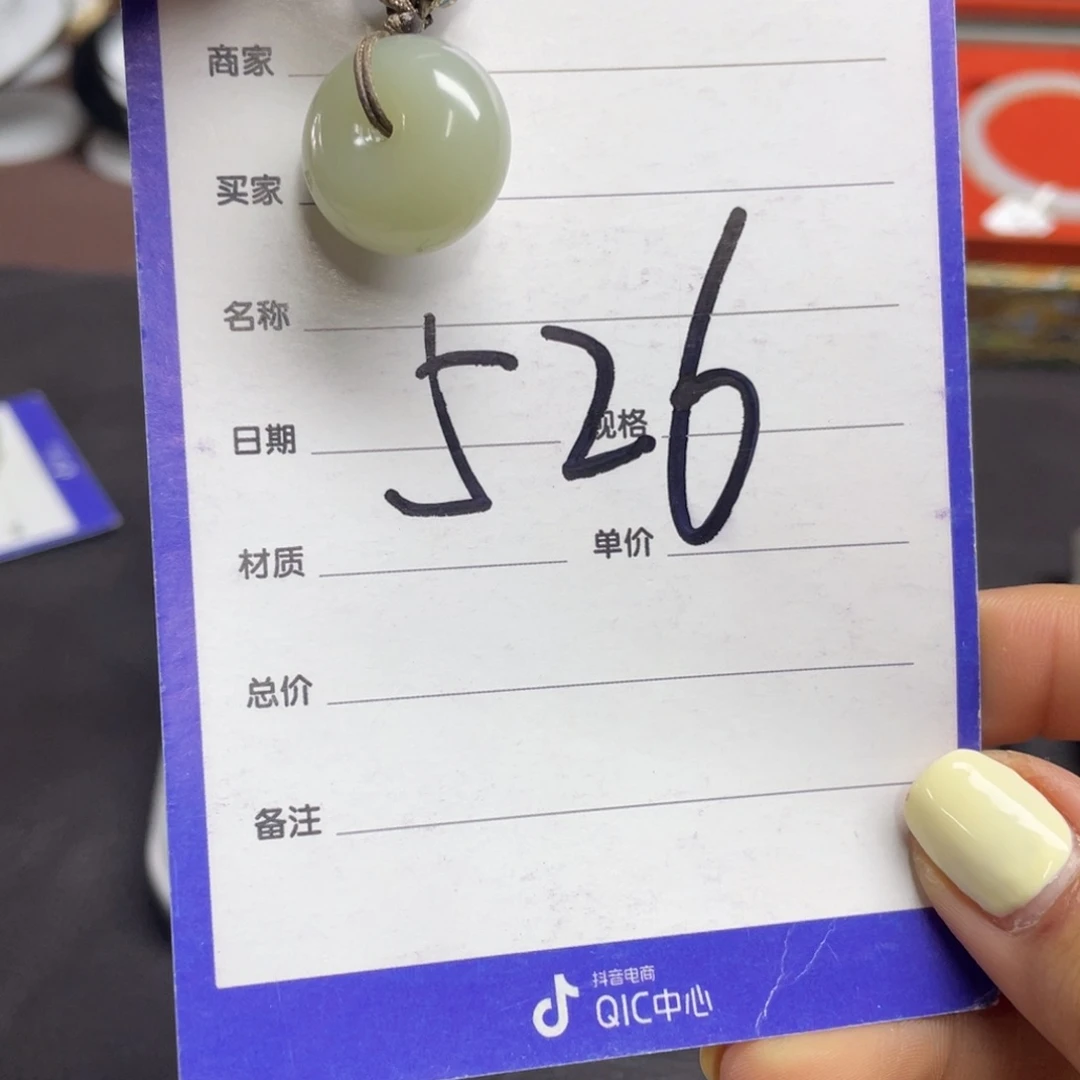 商家
买家
名称
526
日期 规格
材质 单价
总价
备注
抖音电商
QIC中心